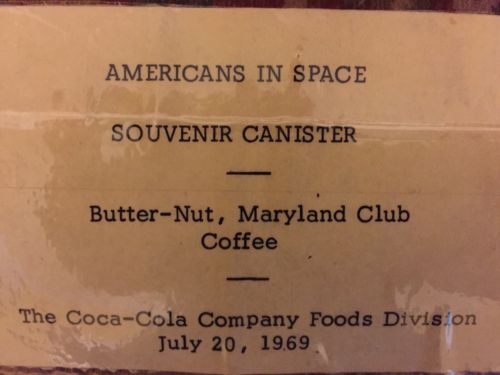 AMERICANS IN SPACE
SOUVENIR CANISTER
Butter-Nut, Maryland Club
Coffee
The Coca-Cola Company Foods Division
July 20, 1969